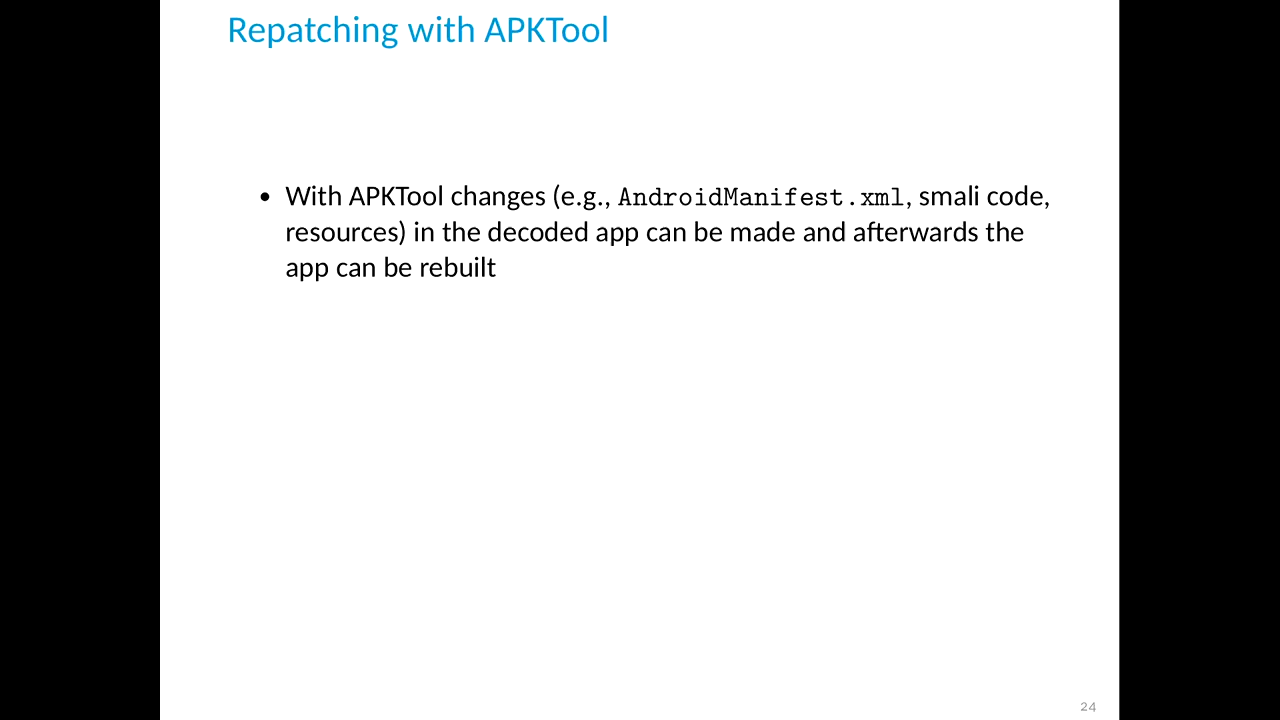 Repatching with APKTool
• With APKTool changes (e.g., AndroidManifest.xml, smali code,
resources) in the decoded app can be made and afterwards the
app can be rebuilt
24